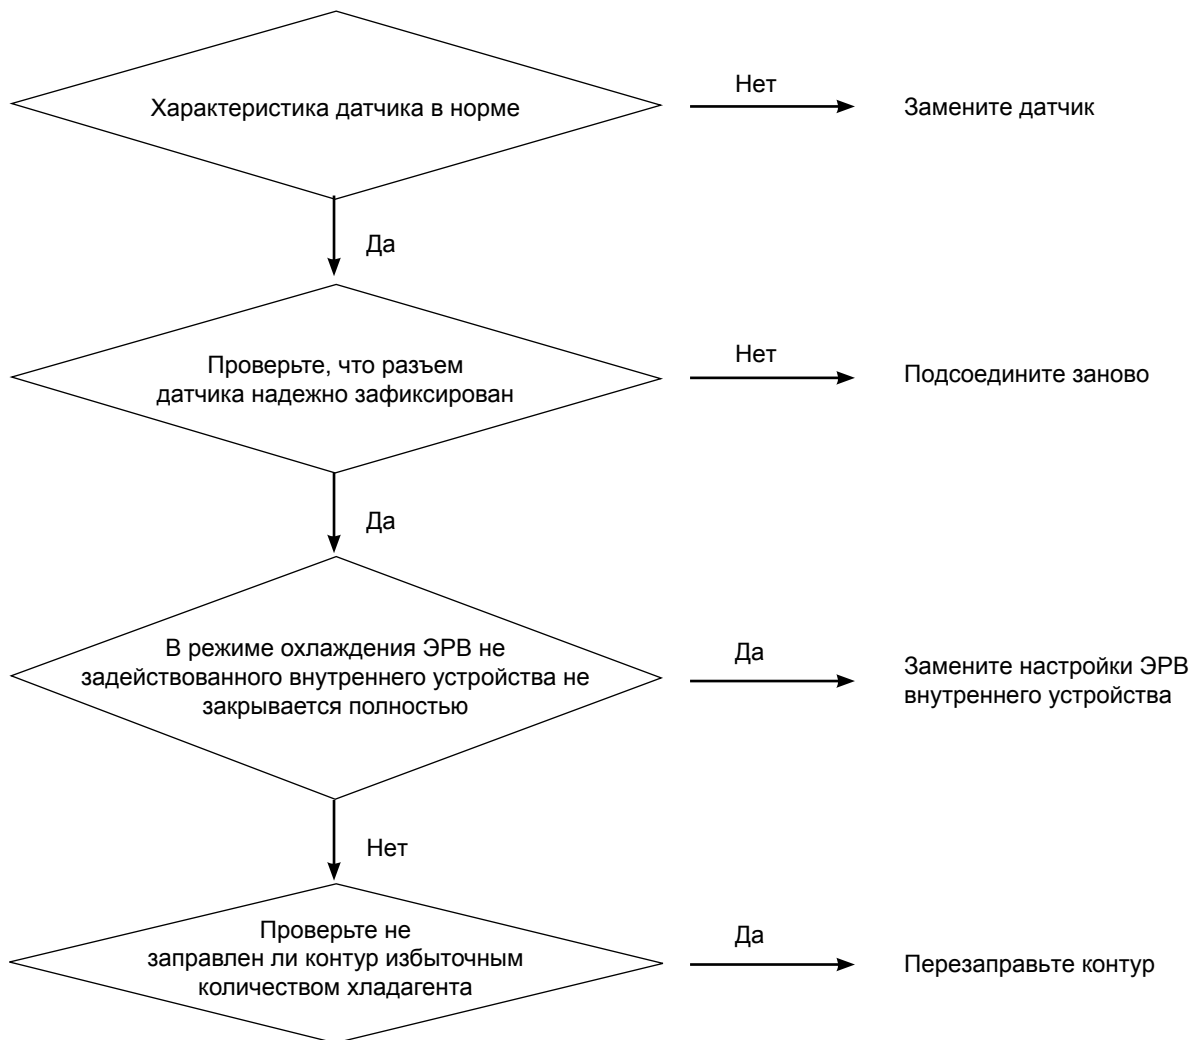 Характеристика датчика в норме
Нет
Замените датчик
Да
Проверьте, что разъем
датчика надежно зафиксирован
Нет
Подсоедините заново
Да
В режиме охлаждения ЭРВ не
задействованного внутреннего устройства не
закрывается полностью
Да
Замените настройки ЭРВ
внутреннего устройства
Нет
Проверьте не
заправлен ли контур избыточным
количеством хладагента
Да
Перезаправьте контур